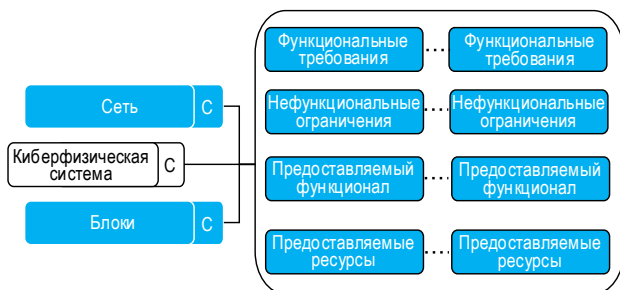 Функциональные
требования
Функциональные
требования
Сеть
С
Нефункциональные
ограничения
Нефункциональные
ограничения
Киберфизическая
система
С
Предоставляемый
функционал
Предоставляемый
функционал
Блоки
С
Предоставляемые
ресурсы
Предоставляемые
ресурсы